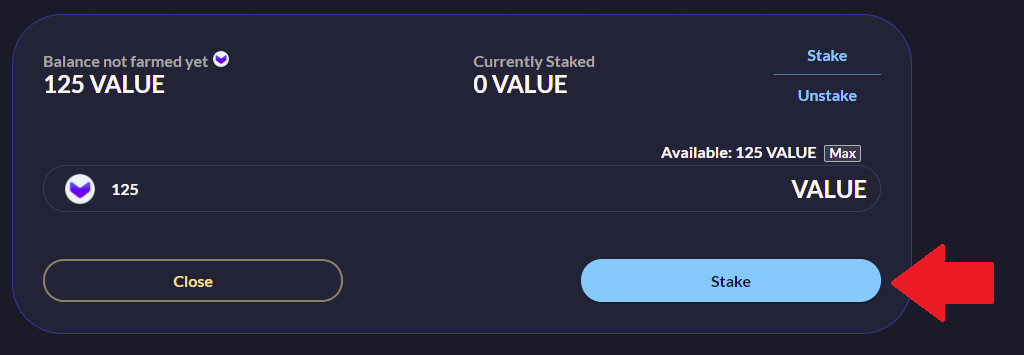 Balance not farmed yet
125 VALUE
Currently Staked
0 VALUE
Stake
Unstake
Available: 125 VALUE Max
125 VALUE
Close
Stake